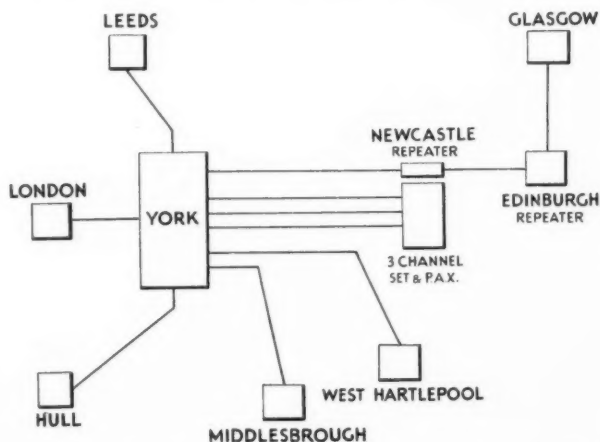 LEEDS
GLASGOW
NEWCASTLE
REPEATER
LONDON
YORK
EDINBURGH
REPEATER
3 CHANNEL
SET & P.A.X.
HULL
WEST HARTLEPOOL
MIDDLESBROUGH